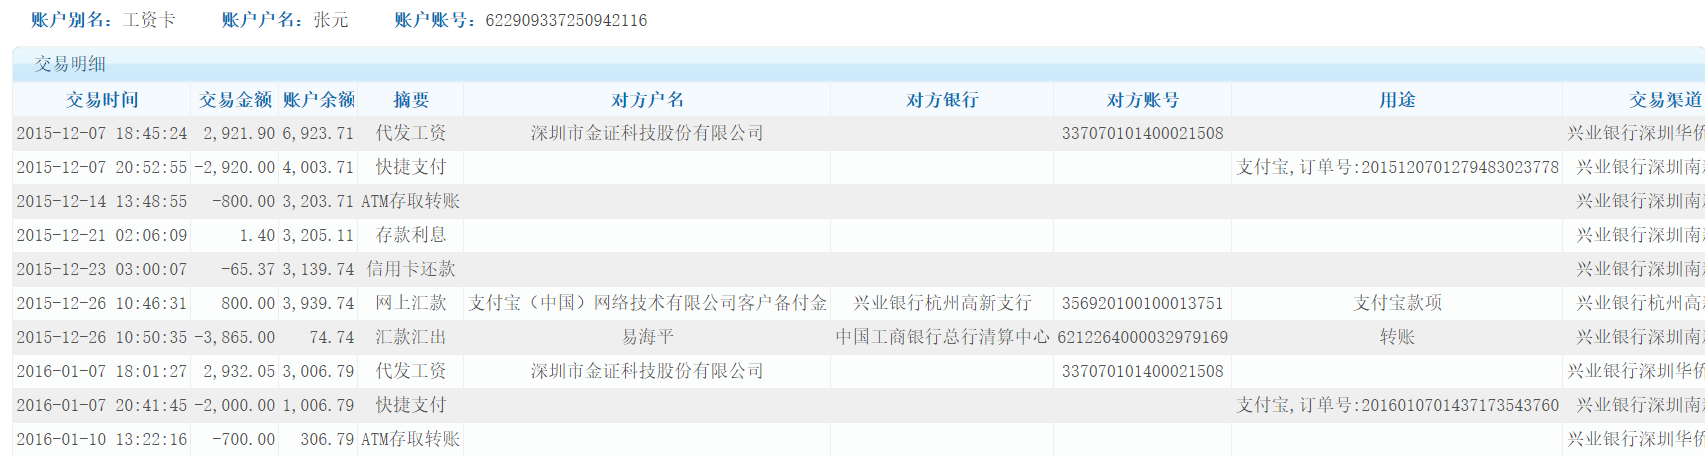 账户别名：工资卡 账户户名：张元 账户账号：622909337250942116
交易明细
交易时间 交易金额 账户余额 摘要 对方户名 对方银行 对方账号 用途 交易渠道
2015-12-07 18:45:24 2,921.90 6,923.71 代发工资 深圳市金证科技股份有限公司 337070101400021508 兴业银行深圳华侨
2015-12-07 20:52:55 -2,920.00 4,003.71 快捷支付 支付宝,订单号:2015120701279483023778 兴业银行深圳南
2015-12-14 13:48:55 -800.00 3,203.71 ATM存取转账 兴业银行深圳南
2015-12-21 02:06:09 1.40 3,205.11 存款利息 兴业银行深圳南
2015-12-23 03:00:07 -65.37 3,139.74 信用卡还款 兴业银行深圳南
2015-12-26 10:46:31 800.00 3,939.74 网上汇款 支付宝（中国）网络技术有限公司客户备付金 兴业银行杭州高新支行 356920100100013751 支付宝款项 兴业银行杭州高
2015-12-26 10:50:35 -3,865.00 74.74 汇款汇出 易海平 中国工商银行总行清算中心 6212264000032979169 转账 兴业银行深圳南
2016-01-07 18:01:27 2,932.05 3,006.79 代发工资 深圳市金证科技股份有限公司 337070101400021508 兴业银行深圳华侨
2016-01-07 20:41:45 -2,000.00 1,006.79 快捷支付 支付宝,订单号:2016010701437173543760 兴业银行深圳南
2016-01-10 13:22:16 -700.00 306.79 ATM存取转账 兴业银行深圳华侨